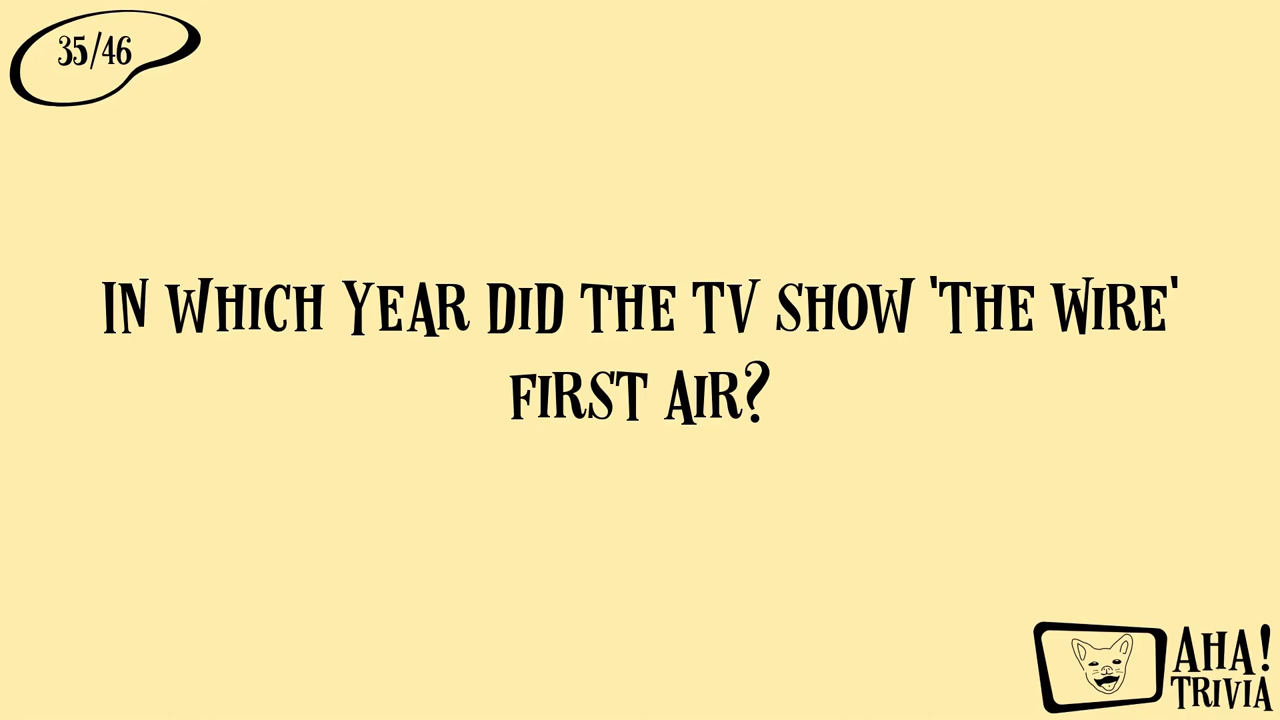 35/46
IN WHICH YEAR DID THE TV SHOW 'THE WIRE'
FIRST AIR?
AHA!
TRIVIA